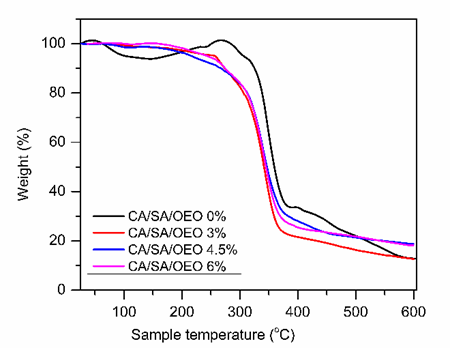 100
80
60
40
20
0
Weight (%)
CA/SA/OEO 0%
CA/SA/OEO 3%
CA/SA/OEO 4.5%
CA/SA/OEO 6%
100 200 300 400 500 600
Sample temperature (°C)